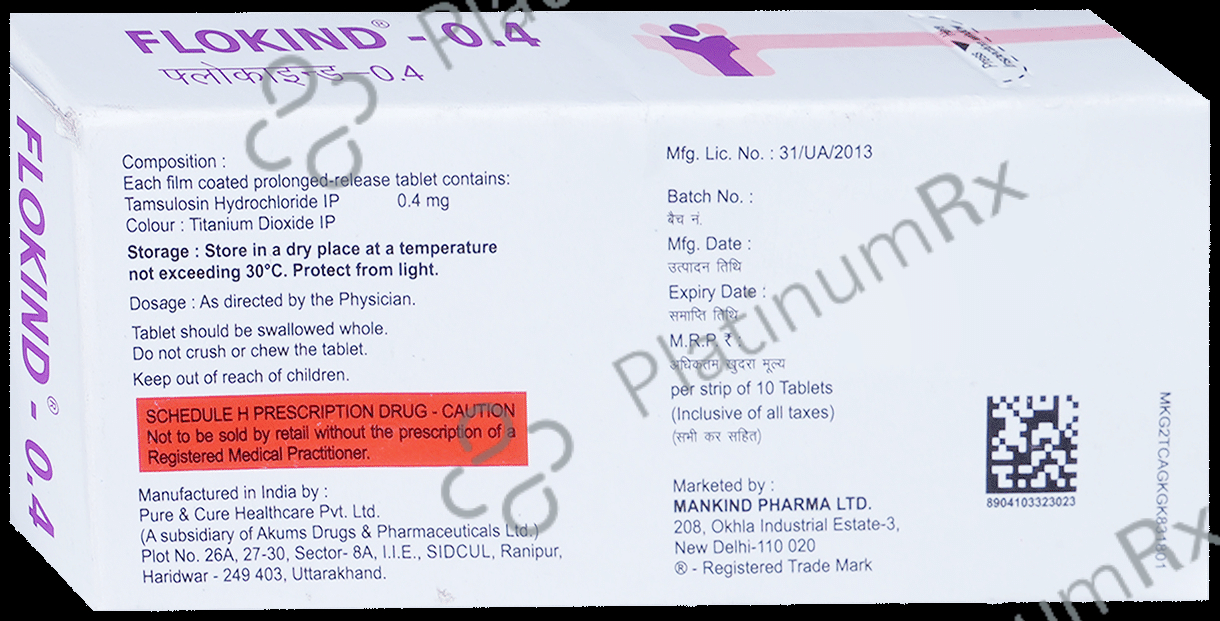 FLOKIND® - 0.4
फ्लोकाइन्ड–0.4
FLOKIND® - 0.4
Composition :
Each film coated prolonged-release tablet contains:
Tamsulosin Hydrochloride IP 0.4 mg
Colour : Titanium Dioxide IP
Storage : Store in a dry place at a temperature
not exceeding 30°C. Protect from light.
Dosage : As directed by the Physician.
Tablet should be swallowed whole.
Do not crush or chew the tablet.
Keep out of reach of children.
SCHEDULE H PRESCRIPTION DRUG - CAUTION
Not to be sold by retail without the prescription of a
Registered Medical Practitioner.
Manufactured in India by :
Pure & Cure Healthcare Pvt. Ltd.
(A subsidiary of Akums Drugs & Pharmaceuticals Ltd.)
Plot No. 26A, 27-30, Sector- 8A, I.I.E., SIDCUL, Ranipur,
Haridwar - 249 403, Uttarakhand.
Mfg. Lic. No. : 31/UA/2013
Batch No. :
बैच नं.
Mfg. Date :
उत्पादन तिथि
Expiry Date :
समाप्ति तिथि
M.R.P. ₹ :
अधिकतम खुदरा मूल्य
per strip of 10 Tablets
(Inclusive of all taxes)
(सभी कर सहित)
Marketed by :
MANKIND PHARMA LTD.
208, Okhla Industrial Estate-3,
New Delhi-110 020
® - Registered Trade Mark
8904103323023
MKG2TCAGKGK831801
PlatinumRx
PlatinumRx